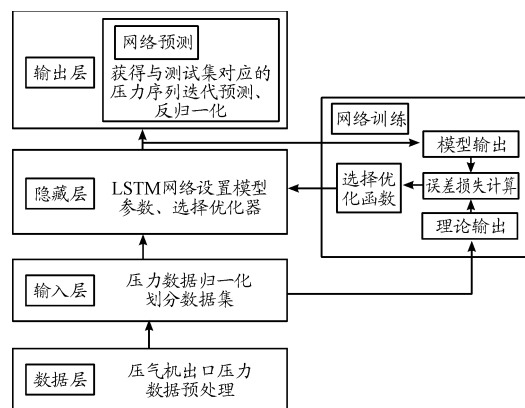 网络预测
输出层
获得与测试集对应的
压力序列迭代预测、
反归一化
网络训练
模型输出
选择优
化函数
误差损失计算
理论输出
隐藏层
LSTM网络设置模型
参数、选择优化器
输入层
压力数据归一化
划分数据集
数据层
压气机出口压力
数据预处理